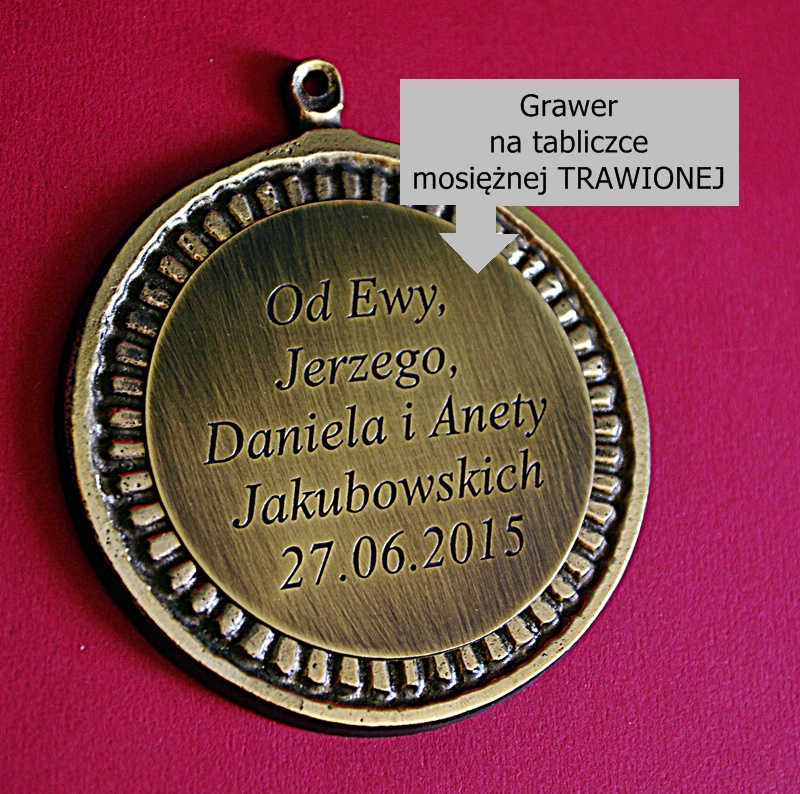 Grawer
na tabliczce
mosiężnej TRAWIONEJ
Od Ewy,
Jerzego,
Daniela i Anety
Jakubowskich
27.06.2015